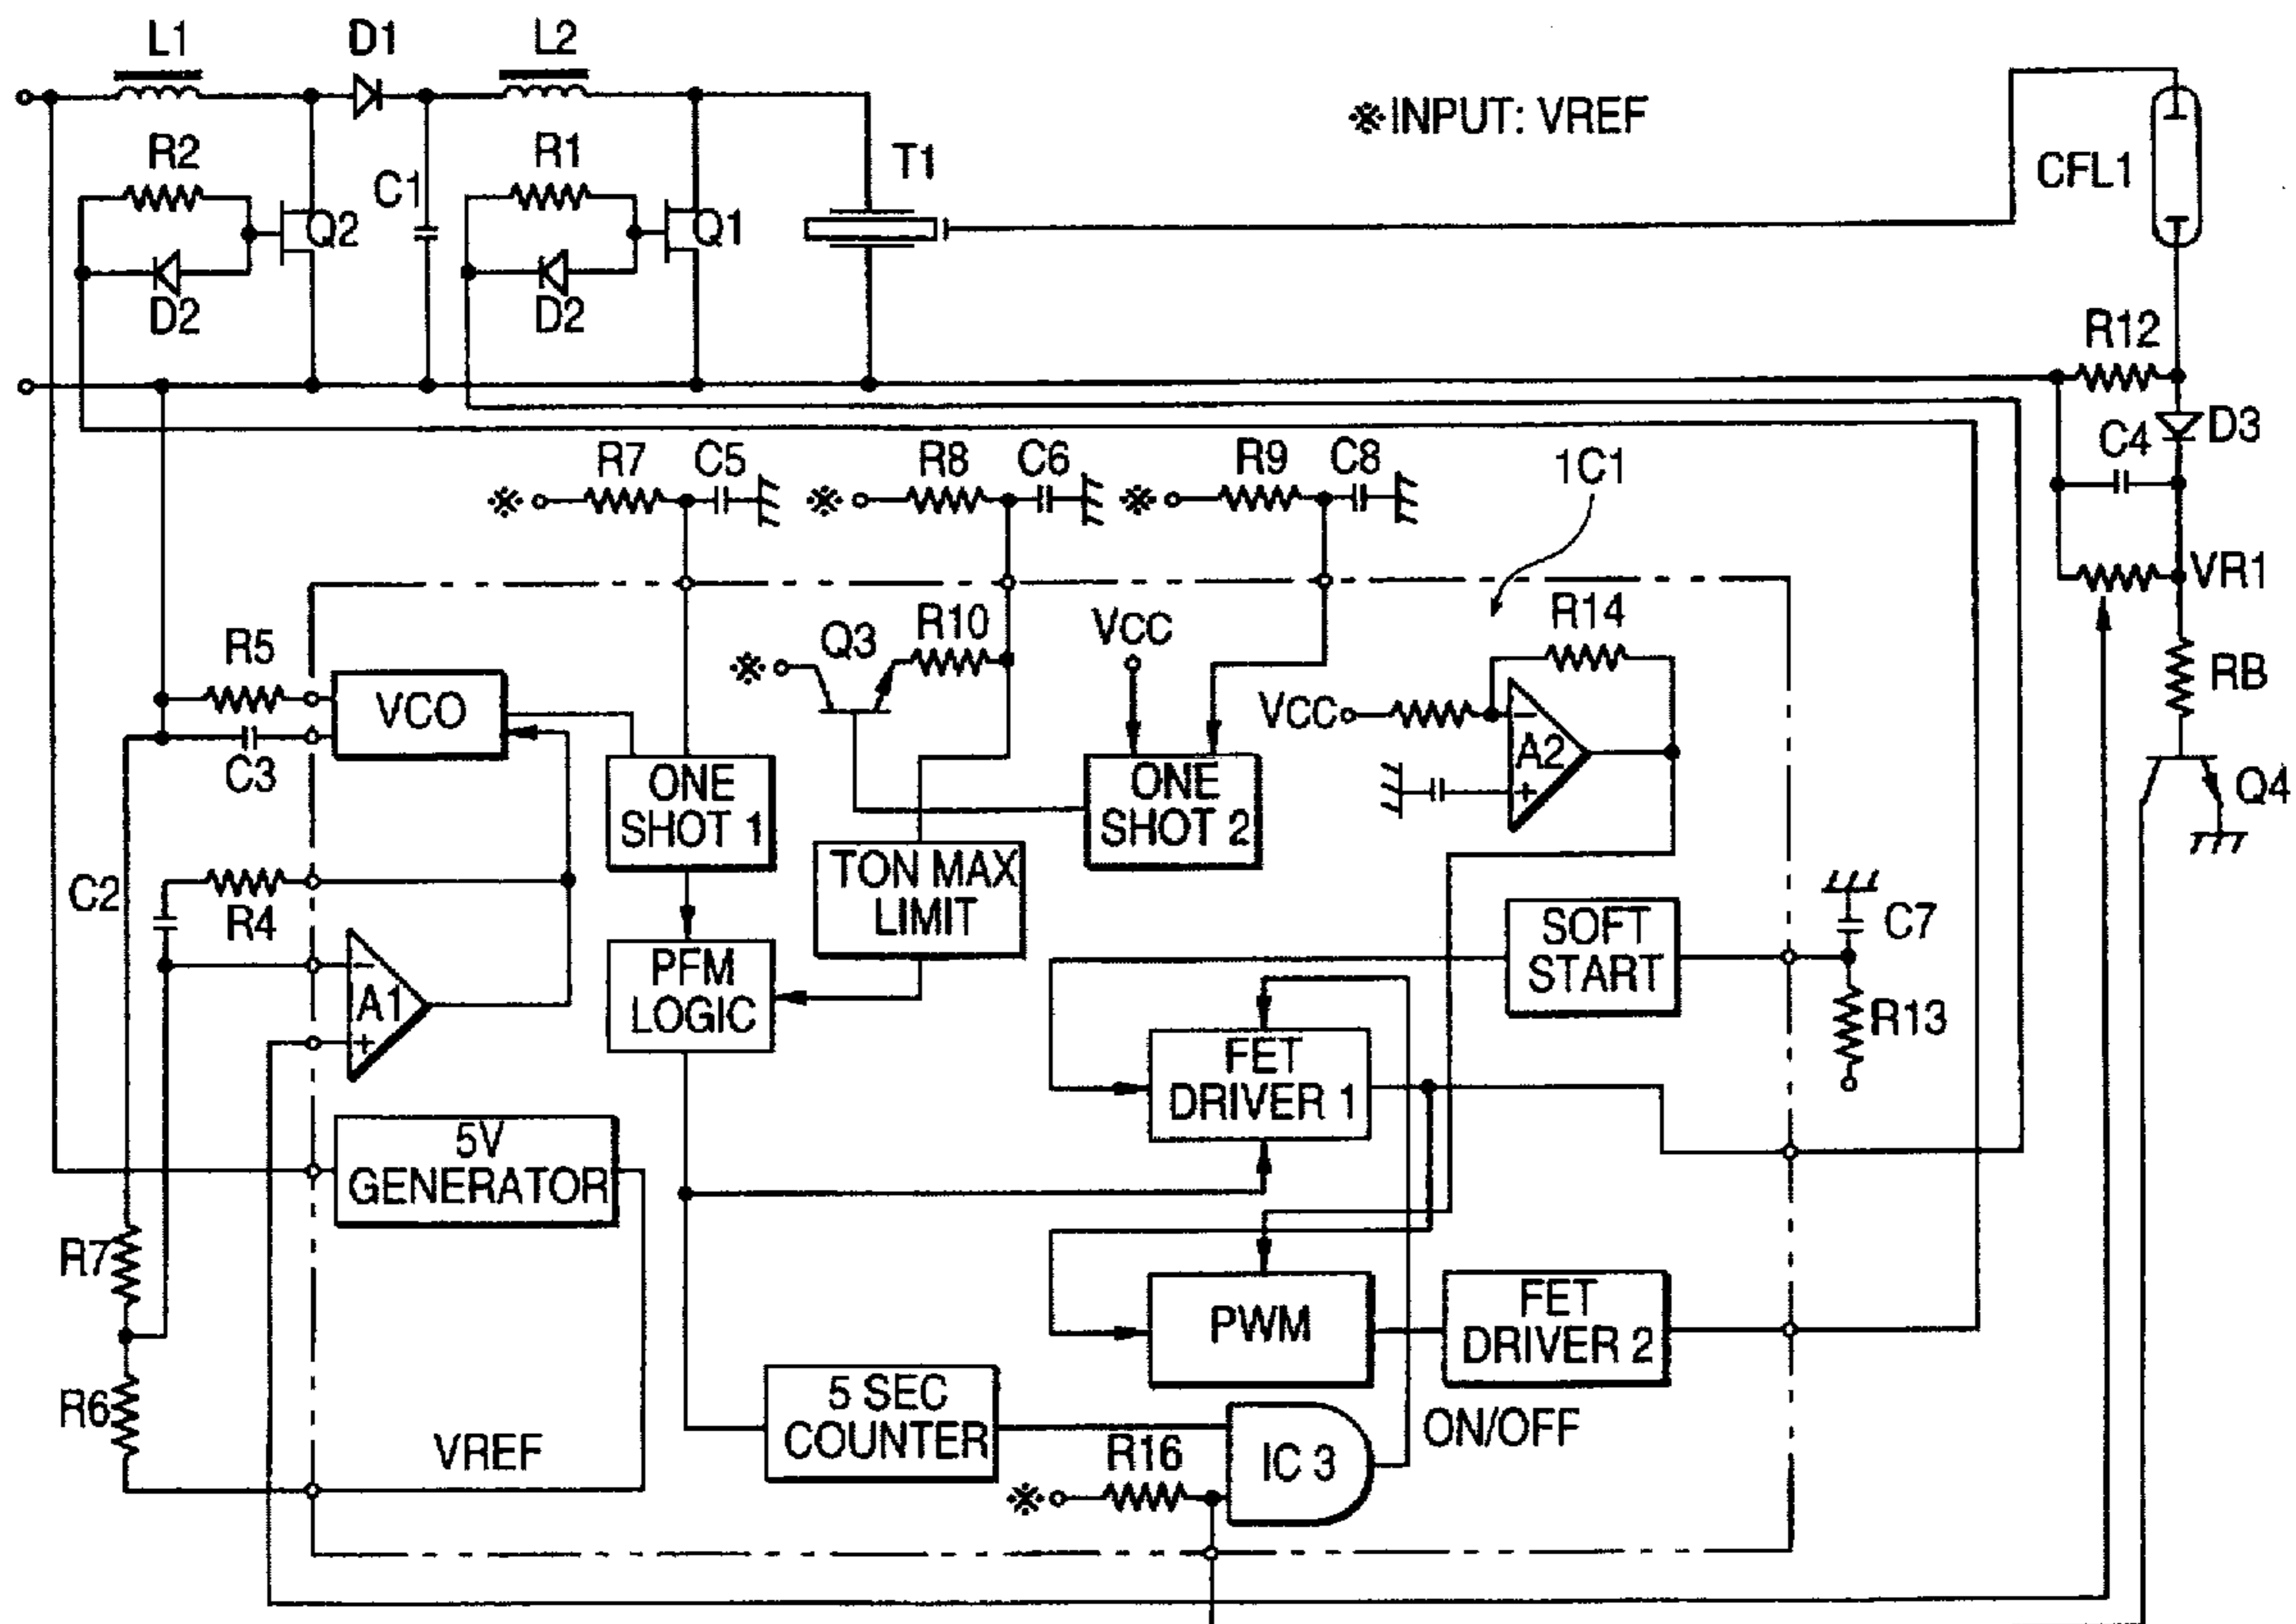 L1
D1
L2
※INPUT: VREF
R2
R1
C1
T1
CFL1
Q2
Q1
D2
D2
R12
C4
D3
R7
C5
R8
C6
R9
C8
1C1
※
※
※
VR1
R5
Q3
R10
VCC
R14
※
RB
VCO
VCC
−
A2
+
C3
ONE
SHOT 1
ONE
SHOT 2
Q4
C2
R4
TON MAX
LIMIT
SOFT
START
C7
−
A1
+
PFM
LOGIC
R13
FET
DRIVER 1
5V
GENERATOR
R7
PWM
FET
DRIVER 2
R6
5 SEC
COUNTER
ON/OFF
VREF
R16
IC 3
※